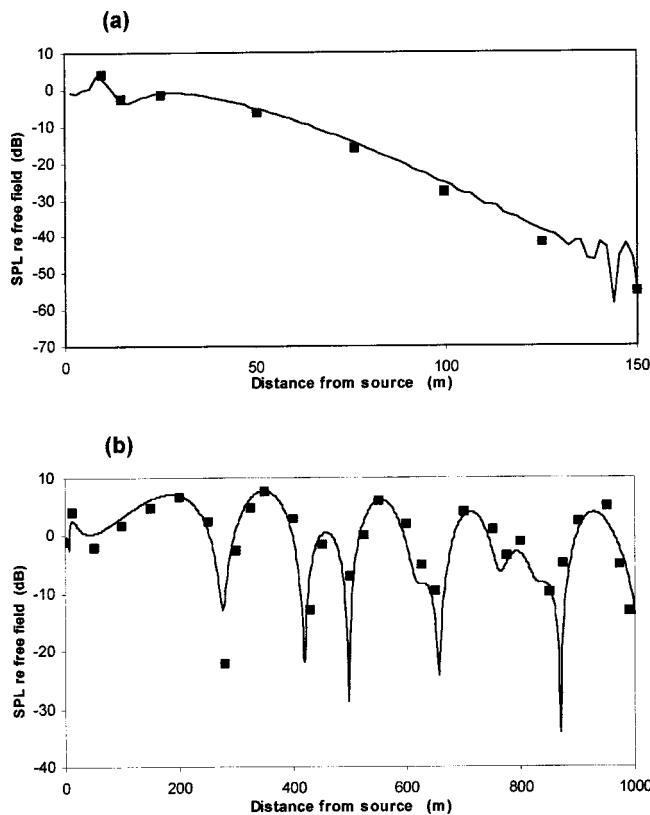 (a)
10
0
-10
-20
-30
-40
-50
-60
-70
SPL re free field (dB)
0 50 100 150
Distance from source (m)
(b)
10
0
-10
-20
-30
-40
SPL re free field (dB)
0 200 400 600 800 1000
Distance from source (m)